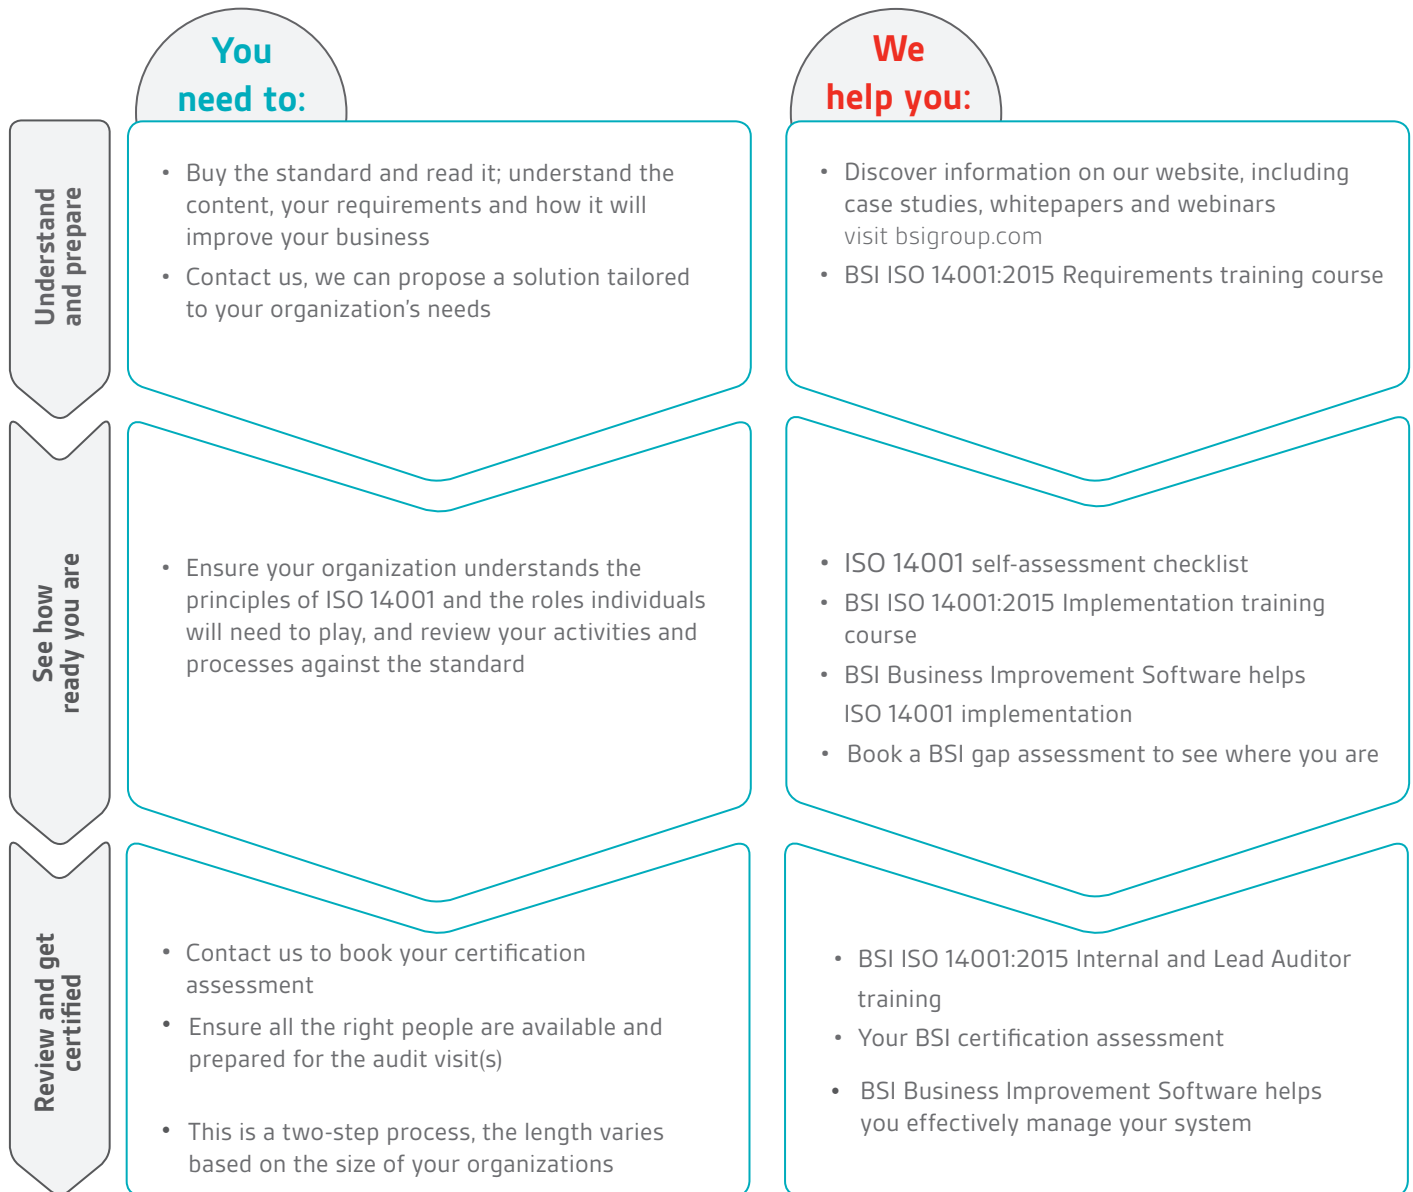 You
need to:
We
help you:
Understand
and prepare
• Buy the standard and read it; understand the
content, your requirements and how it will
improve your business
• Contact us, we can propose a solution tailored
to your organization’s needs
• Discover information on our website, including
case studies, whitepapers and webinars
visit bsigroup.com
• BSI ISO 14001:2015 Requirements training course
See how
ready you are
• Ensure your organization understands the
principles of ISO 14001 and the roles individuals
will need to play, and review your activities and
processes against the standard
• ISO 14001 self-assessment checklist
• BSI ISO 14001:2015 Implementation training
course
• BSI Business Improvement Software helps
ISO 14001 implementation
• Book a BSI gap assessment to see where you are
Review and get
certified
• Contact us to book your certification
assessment
• Ensure all the right people are available and
prepared for the audit visit(s)
• This is a two-step process, the length varies
based on the size of your organizations
• BSI ISO 14001:2015 Internal and Lead Auditor
training
• Your BSI certification assessment
• BSI Business Improvement Software helps
you effectively manage your system